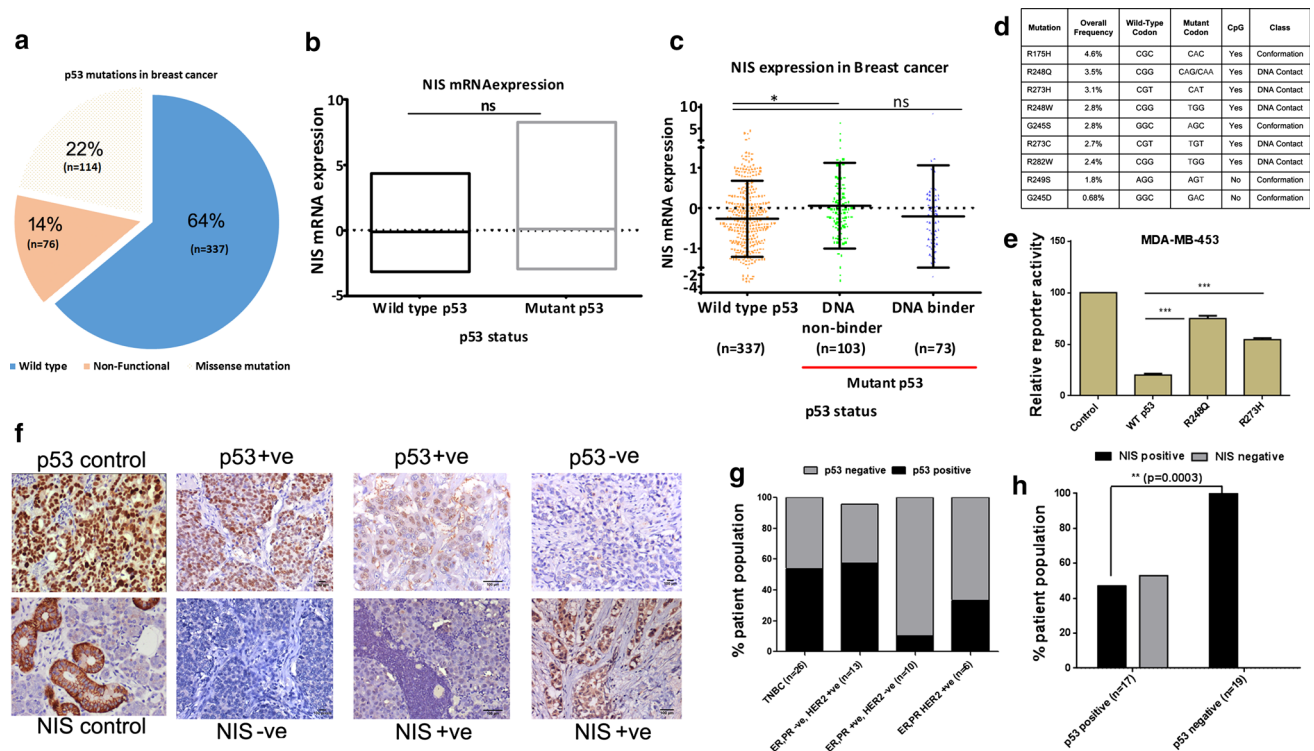 a
p53 mutations in breast cancer
22%
(n=114)
14%
(n=76)
64%
(n=337)
Wild type
Non-Functional
Missense mutation
b
NIS mRNAexpression
ns
NIS mRNA expression
10
5
0
-5
Wild type p53
Mutant p53
p53 status
c
NIS expression in Breast cancer
*
ns
NIS mRNA expression
10
6
2
1
0
-1
-2
-4
Wild type p53
DNA non-binder
DNA binder
(n=337)
(n=103)
(n=73)
Mutant p53
p53 status
d
Mutation Overall Frequency Wild-Type Codon Mutant Codon CpG Class
R175H 4.6% CGC CAC Yes Conformation
R248Q 3.5% CGG CAG/CAA Yes DNA Contact
R273H 3.1% CGT CAT Yes DNA Contact
R248W 2.8% CGG TGG Yes DNA Contact
G245S 2.8% GGC AGC Yes Conformation
R273C 2.7% CGT TGT Yes DNA Contact
R282W 2.4% CGG TGG Yes DNA Contact
R249S 1.8% AGG AGT No Conformation
G245D 0.68% GGC GAC No Conformation
e
MDA-MB-453
Relative reporter activity
150
100
50
0
***
***
Control
WT p53
R248Q
R273H
f
p53 control
p53+ve
p53+ve
p53-ve
NIS control
NIS -ve
NIS +ve
NIS +ve
g
p53 negative
p53 positive
% patient population
100
80
60
40
20
0
TNBC (n=26)
ER,PR -ve, HER2 +ve (n=13)
ER,PR +ve, HER2 -ve (n=10)
ER,PR HER2 +ve (n=6)
h
NIS positive
NIS negative
** (p=0.0003)
% patient population
100
80
60
40
20
0
p53 positive (n=17)
p53 negative (n=19)